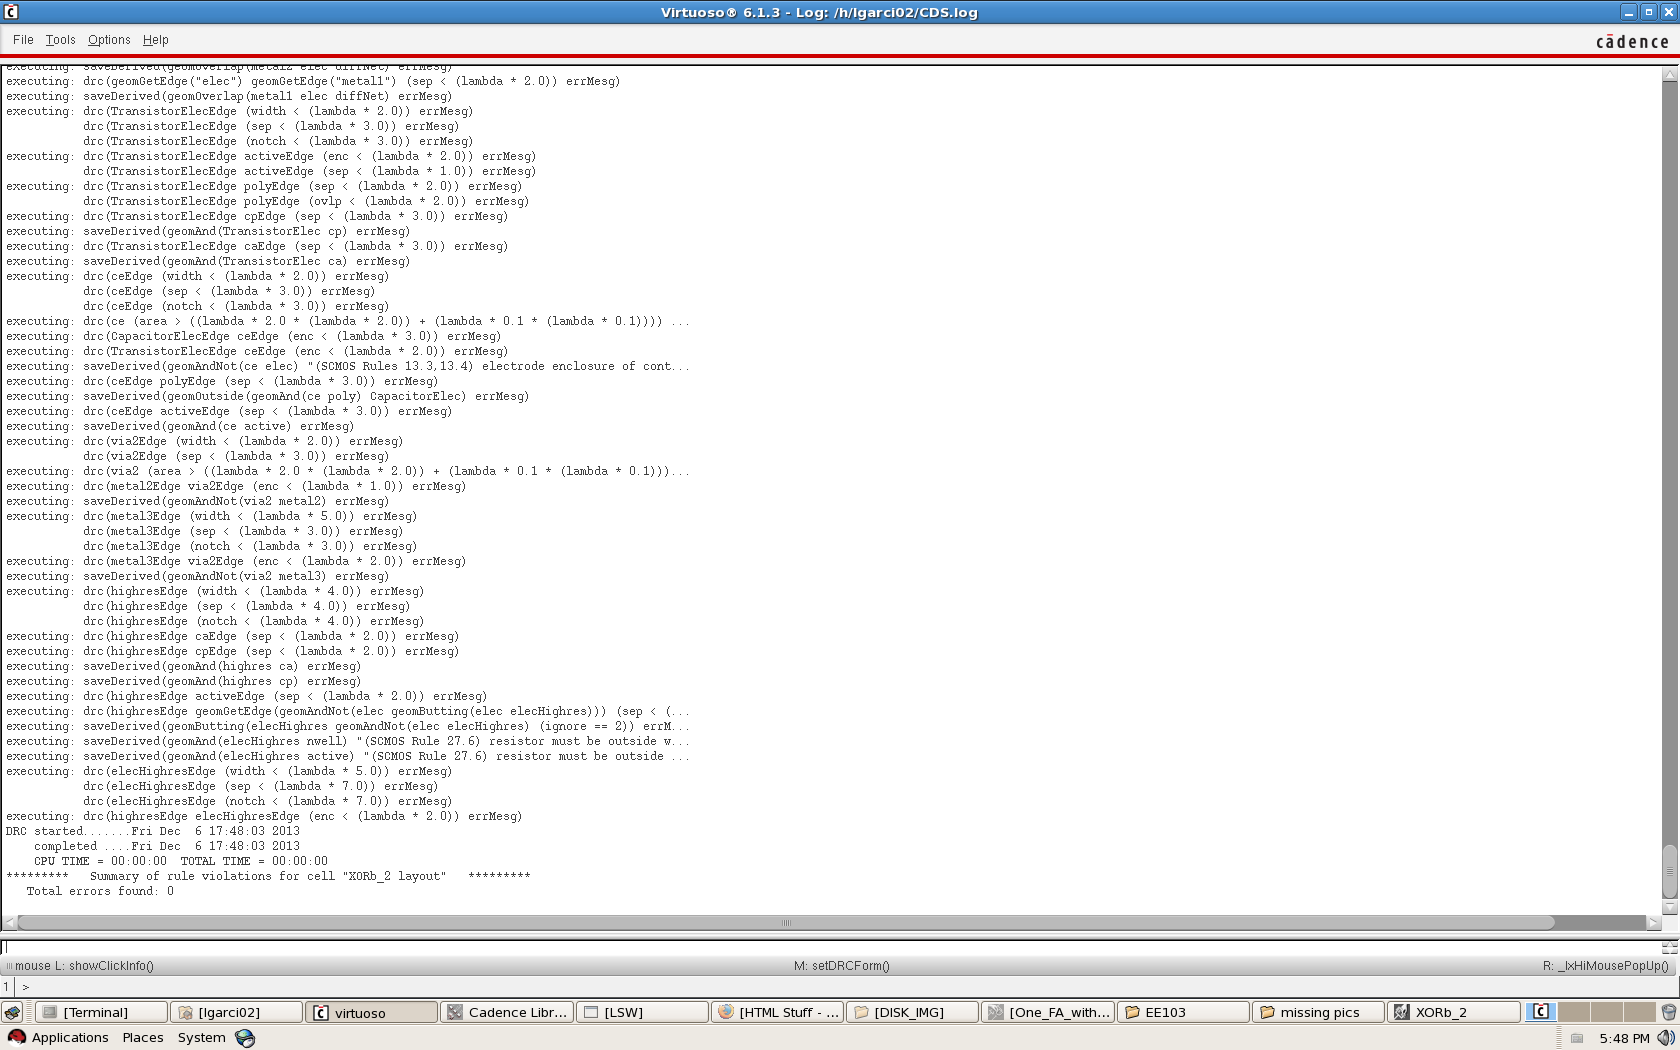 Virtuoso® 6.1.3 - Log: /h/lgarci02/CDS.log
File Tools Options Help
cādence
executing: saveDerived(geomOverlap(metal2 elec diffNet) errMesg)
executing: drc(geomGetEdge("elec") geomGetEdge("metal1") (sep < (lambda * 2.0)) errMesg)
executing: saveDerived(geomOverlap(metal1 elec diffNet) errMesg)
executing: drc(TransistorElecEdge (width < (lambda * 2.0)) errMesg)
drc(TransistorElecEdge (sep < (lambda * 3.0)) errMesg)
drc(TransistorElecEdge (notch < (lambda * 3.0)) errMesg)
executing: drc(TransistorElecEdge activeEdge (enc < (lambda * 2.0)) errMesg)
drc(TransistorElecEdge activeEdge (sep < (lambda * 1.0)) errMesg)
executing: drc(TransistorElecEdge polyEdge (sep < (lambda * 2.0)) errMesg)
drc(TransistorElecEdge polyEdge (ovlp < (lambda * 2.0)) errMesg)
executing: drc(TransistorElecEdge cpEdge (sep < (lambda * 3.0)) errMesg)
executing: saveDerived(geomAnd(TransistorElec cp) errMesg)
executing: drc(TransistorElecEdge caEdge (sep < (lambda * 3.0)) errMesg)
executing: saveDerived(geomAnd(TransistorElec ca) errMesg)
executing: drc(ceEdge (width < (lambda * 2.0)) errMesg)
drc(ceEdge (sep < (lambda * 3.0)) errMesg)
drc(ceEdge (notch < (lambda * 3.0)) errMesg)
executing: drc(ce (area > ((lambda * 2.0 * (lambda * 2.0)) + (lambda * 0.1 * (lambda * 0.1)))) ...
executing: drc(CapacitorElecEdge ceEdge (enc < (lambda * 3.0)) errMesg)
executing: drc(TransistorElecEdge ceEdge (enc < (lambda * 2.0)) errMesg)
executing: saveDerived(geomAndNot(ce elec) "(SCMOS Rules 13.3,13.4) electrode enclosure of cont...
executing: drc(ceEdge polyEdge (sep < (lambda * 3.0)) errMesg)
executing: saveDerived(geomOutside(geomAnd(ce poly) CapacitorElec) errMesg)
executing: drc(ceEdge activeEdge (sep < (lambda * 3.0)) errMesg)
executing: saveDerived(geomAnd(ce active) errMesg)
executing: drc(via2Edge (width < (lambda * 2.0)) errMesg)
drc(via2Edge (sep < (lambda * 3.0)) errMesg)
executing: drc(via2 (area > ((lambda * 2.0 * (lambda * 2.0)) + (lambda * 0.1 * (lambda * 0.1)))...
executing: drc(metal2Edge via2Edge (enc < (lambda * 1.0)) errMesg)
executing: saveDerived(geomAndNot(via2 metal2) errMesg)
executing: drc(metal3Edge (width < (lambda * 5.0)) errMesg)
drc(metal3Edge (sep < (lambda * 3.0)) errMesg)
drc(metal3Edge (notch < (lambda * 3.0)) errMesg)
executing: drc(metal3Edge via2Edge (enc < (lambda * 2.0)) errMesg)
executing: saveDerived(geomAndNot(via2 metal3) errMesg)
executing: drc(highresEdge (width < (lambda * 4.0)) errMesg)
drc(highresEdge (sep < (lambda * 4.0)) errMesg)
drc(highresEdge (notch < (lambda * 4.0)) errMesg)
executing: drc(highresEdge caEdge (sep < (lambda * 2.0)) errMesg)
executing: drc(highresEdge cpEdge (sep < (lambda * 2.0)) errMesg)
executing: saveDerived(geomAnd(highres ca) errMesg)
executing: saveDerived(geomAnd(highres cp) errMesg)
executing: drc(highresEdge activeEdge (sep < (lambda * 2.0)) errMesg)
executing: drc(highresEdge geomGetEdge(geomAndNot(elec geomButting(elec elecHighres))) (sep < (...
executing: saveDerived(geomButting(elecHighres geomAndNot(elec elecHighres) (ignore == 2)) errM...
executing: saveDerived(geomAnd(elecHighres nwell) "(SCMOS Rule 27.6) resistor must be outside w...
executing: saveDerived(geomAnd(elecHighres active) "(SCMOS Rule 27.6) resistor must be outside ...
executing: drc(elecHighresEdge (width < (lambda * 5.0)) errMesg)
drc(elecHighresEdge (sep < (lambda * 7.0)) errMesg)
drc(elecHighresEdge (notch < (lambda * 7.0)) errMesg)
executing: drc(highresEdge elecHighresEdge (enc < (lambda * 2.0)) errMesg)
DRC started.......Fri Dec  6 17:48:03 2013
completed ....Fri Dec  6 17:48:03 2013
CPU TIME = 00:00:00  TOTAL TIME = 00:00:00
*********   Summary of rule violations for cell "XORb_2 layout"   *********
Total errors found: 0
mouse L: showClickInfo() M: setDRCForm() R: _lxHiMousePopUp()
1 >
[Terminal] [lgarci02] virtuoso Cadence Libr... [LSW] [HTML Stuff - ... [DISK_IMG] [One_FA_with... EE103 missing pics XORb_2
Applications Places System 5:48 PM